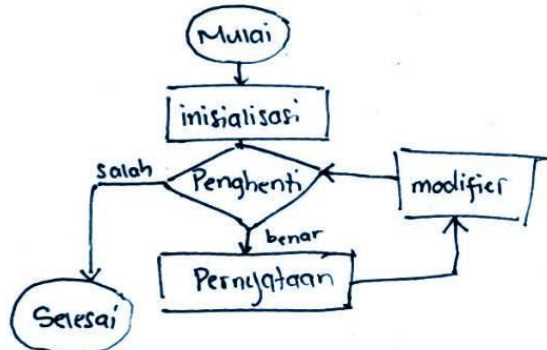 Mulai
inisialisasi
salah
Penghenti
modifier
benar
Pernyataan
Selesai